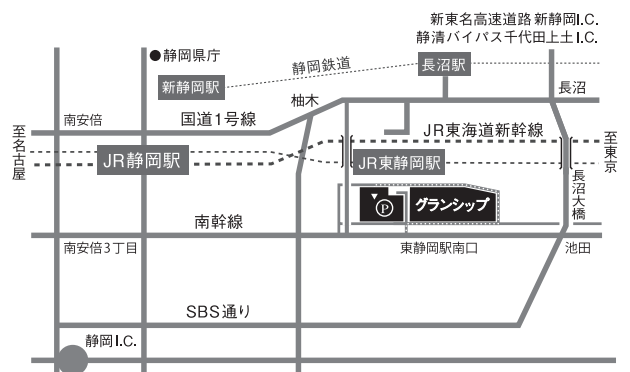 新東名高速道路 新静岡I.C.
静清バイパス千代田上土I.C.
●静岡県庁
静岡鉄道
長沼駅
新静岡駅
柚木
長沼
南安倍
国道1号線
JR東海道新幹線
至名古屋
至東京
JR静岡駅
JR東静岡駅
長沼大橋
P
グランシップ
南幹線
南安倍3丁目
東静岡駅南口
池田
SBS通り
静岡I.C.